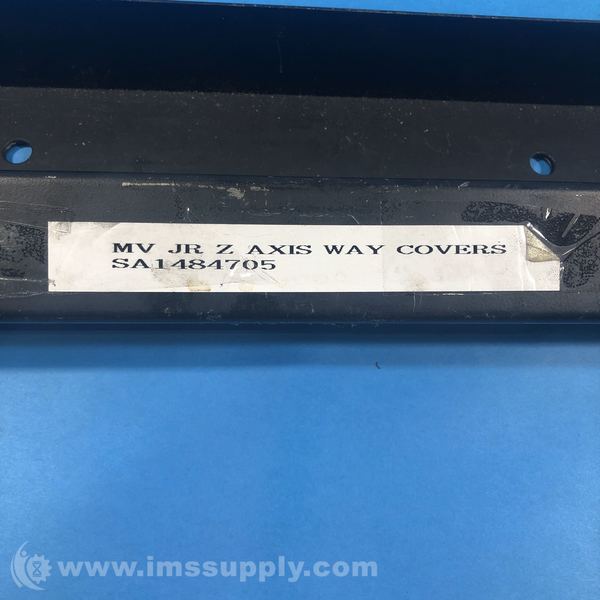 MV JR Z AXIS WAY COVERS
SA1484705
www.imssupply.com